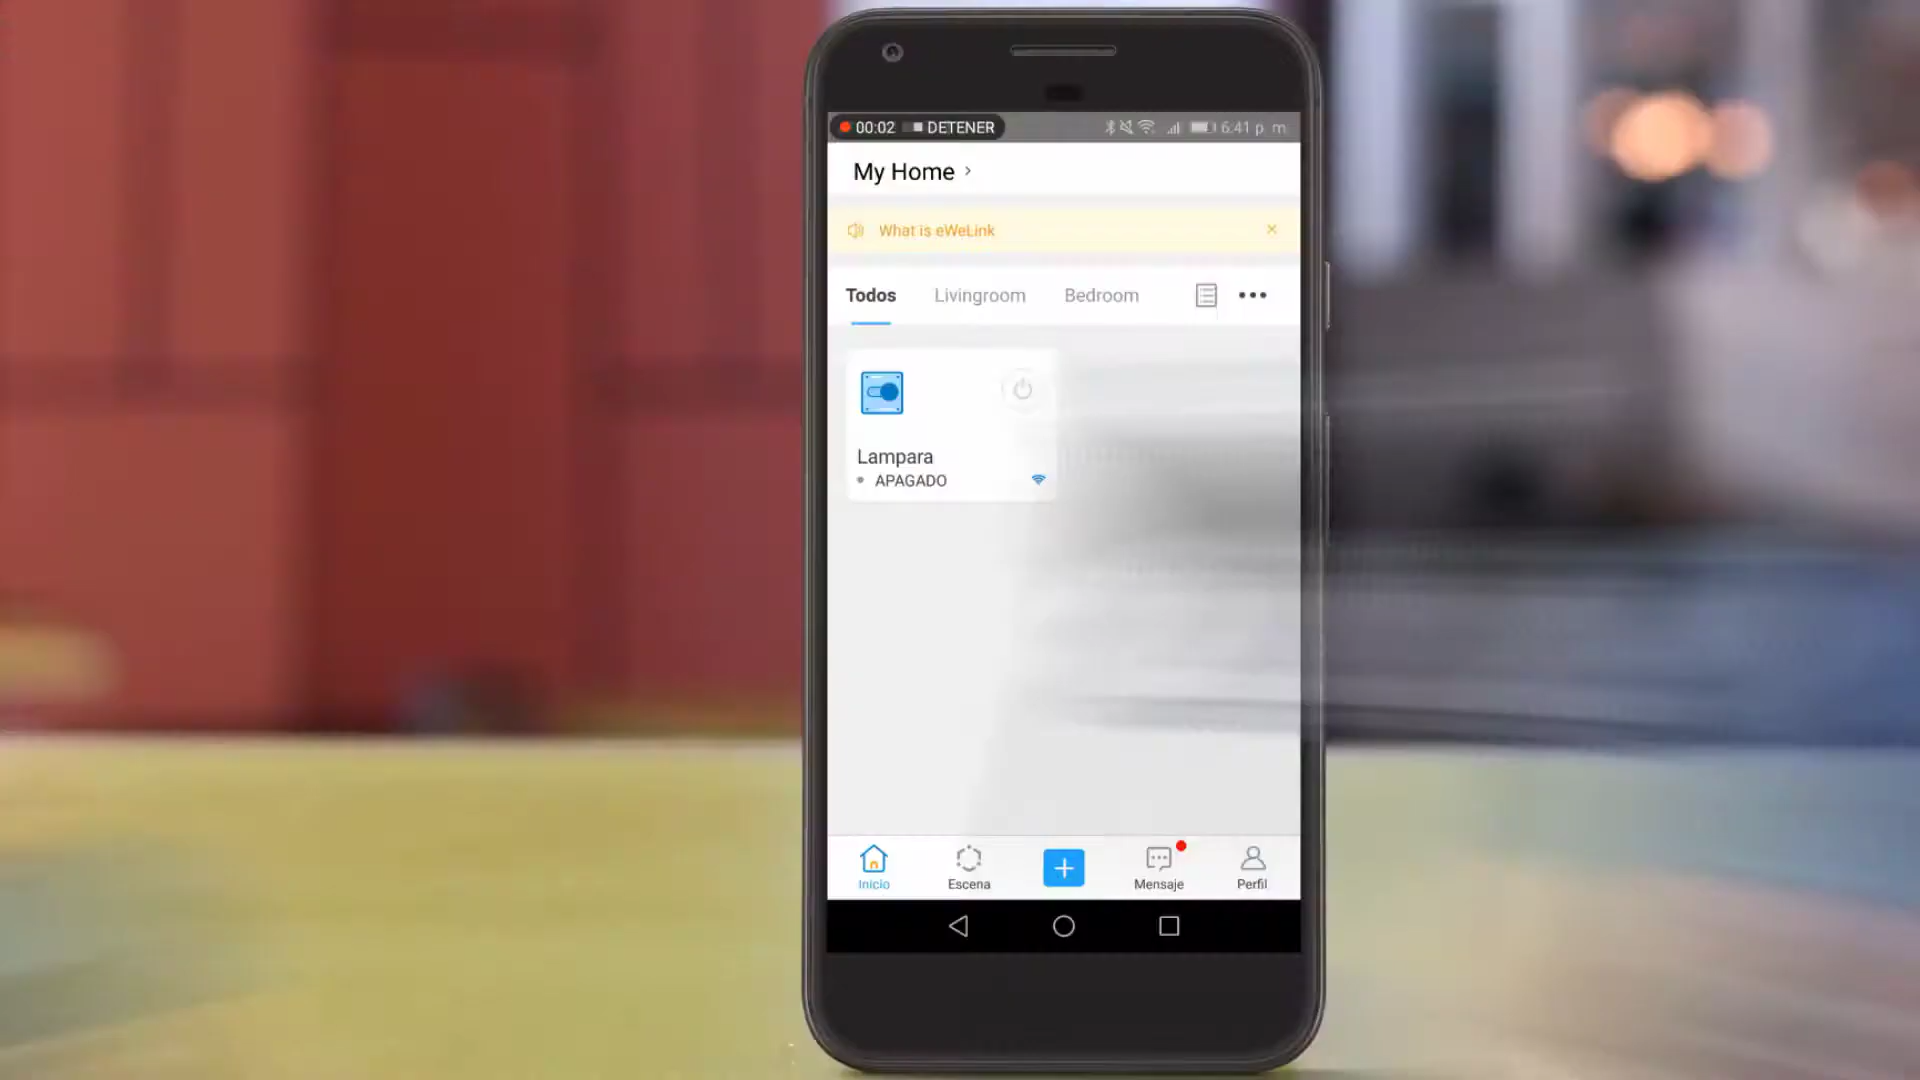 00:02 DETENER 6:41 p m
My Home
What is eWeLink
Todos Livingroom Bedroom
Lampara
APAGADO
Inicio Escena Mensaje Perfil